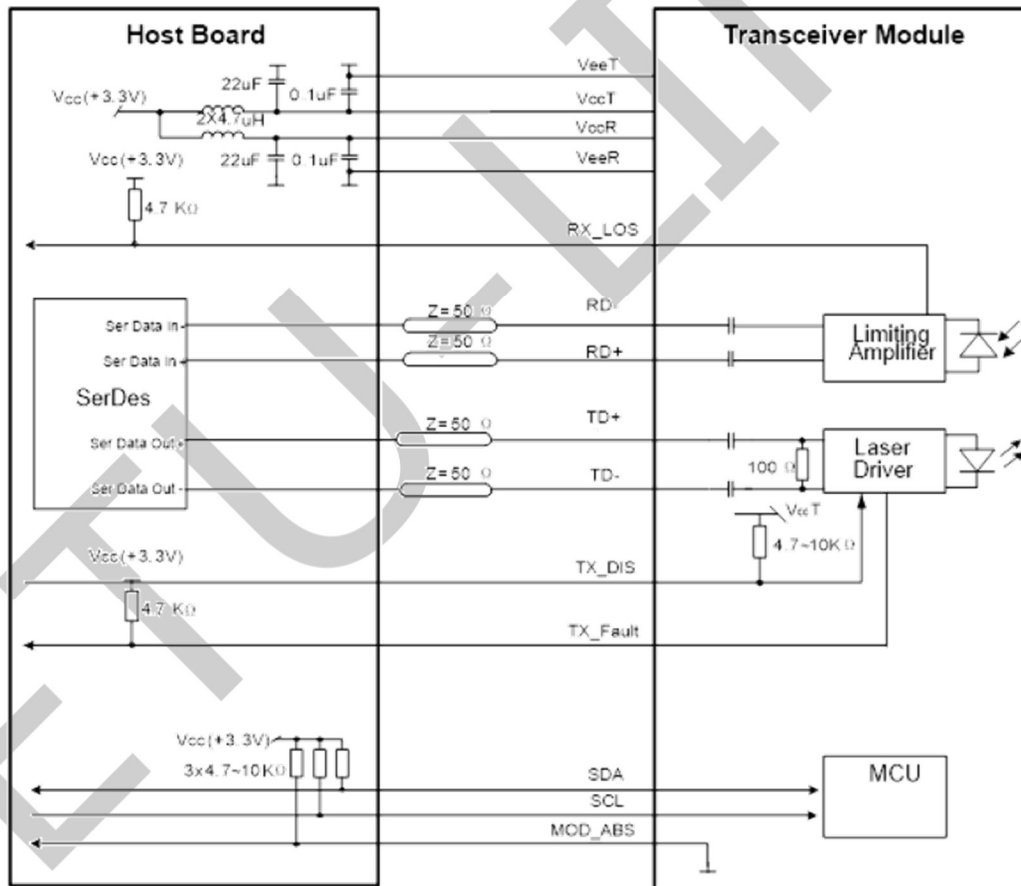 Host Board
Transceiver Module
VeeT
22uF
0.1uF
Vcc(+3.3V)
VccT
2X4.7uH
VccR
Vcc(+3.3V)
22uF
0.1uF
VeeR
4.7 KΩ
RX_LOS
Z=50 Ω
RD-
Ser Data In -
Limiting
Amplifier
Z=50 Ω
Ser Data In +
RD+
SerDes
TD+
Z=50 Ω
Ser Data Out +
Laser
Driver
100 Ω
Z=50 Ω
TD-
Ser Data Out -
VccT
4.7~10KΩ
Vcc(+3.3V)
TX_DIS
4.7 KΩ
TX_Fault
Vcc(+3.3V)
3x4.7~10KΩ
SDA
MCU
SCL
MOD_ABS
ETU-LI